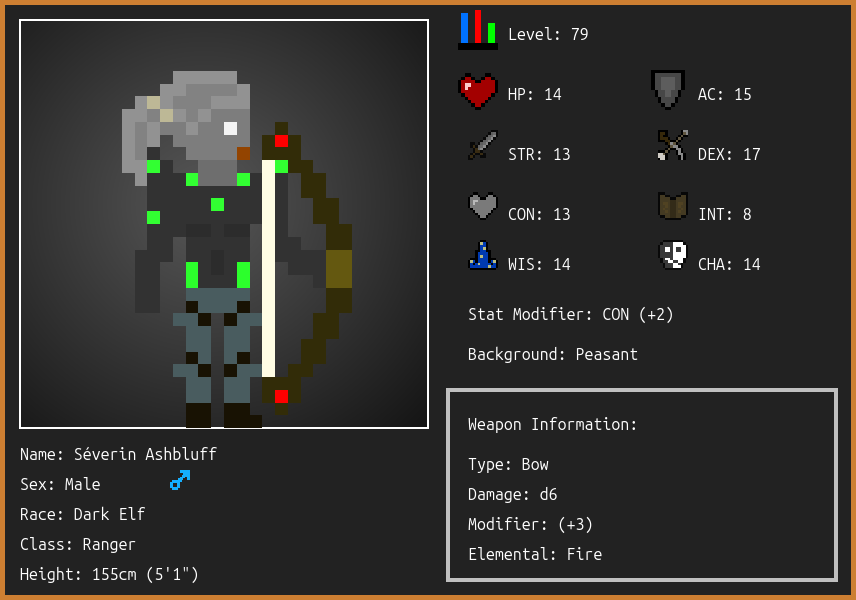 Level: 79
HP: 14
AC: 15
STR: 13
DEX: 17
CON: 13
INT: 8
WIS: 14
CHA: 14
Stat Modifier: CON (+2)
Background: Peasant
Weapon Information:
Type: Bow
Damage: d6
Modifier: (+3)
Elemental: Fire
Name: Séverin Ashbluff
Sex: Male
Race: Dark Elf
Class: Ranger
Height: 155cm (5'1")